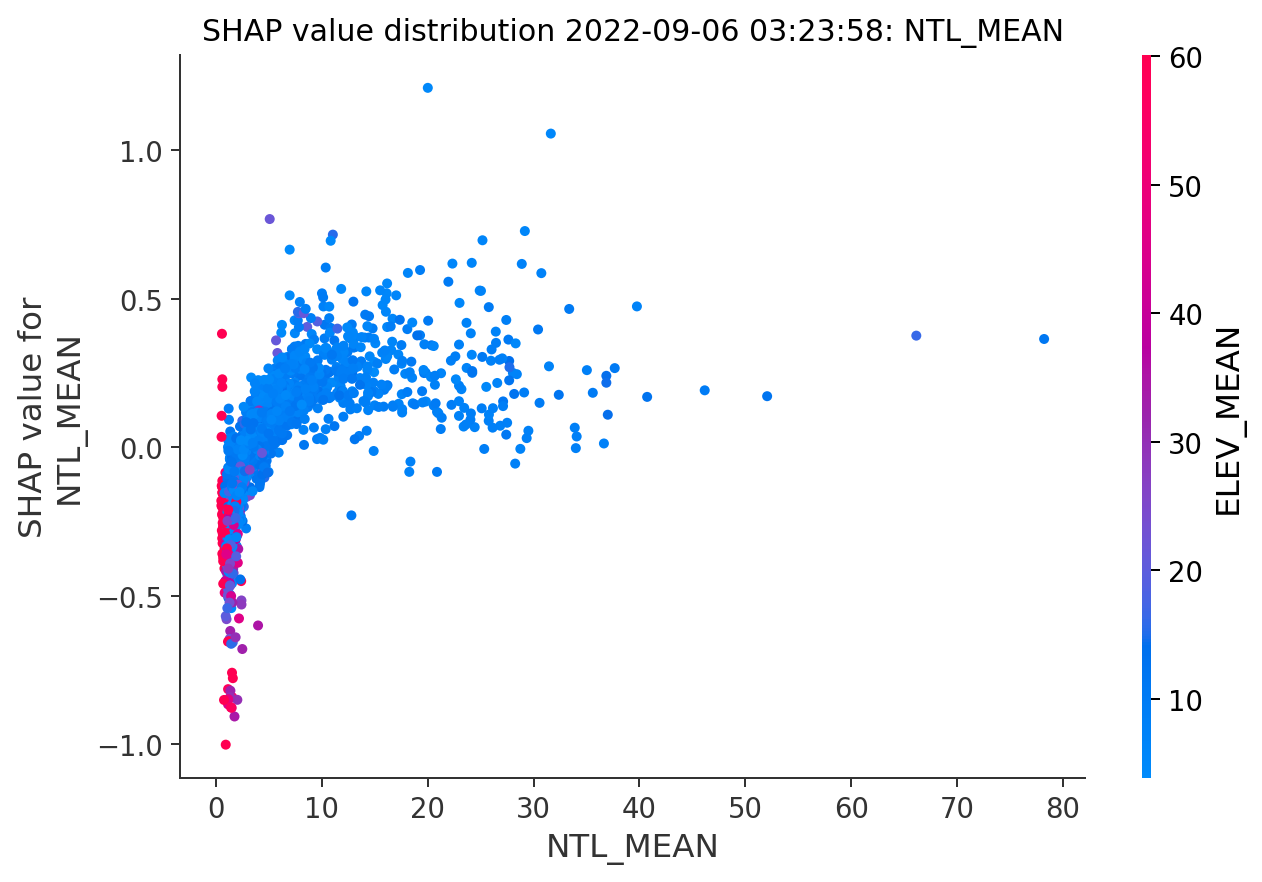 SHAP value distribution 2022-09-06 03:23:58: NTL_MEAN
SHAP value for
NTL_MEAN
1.0
0.5
0.0
−0.5
−1.0
0 10 20 30 40 50 60 70 80
NTL_MEAN
60
50
40
30
20
10
ELEV_MEAN